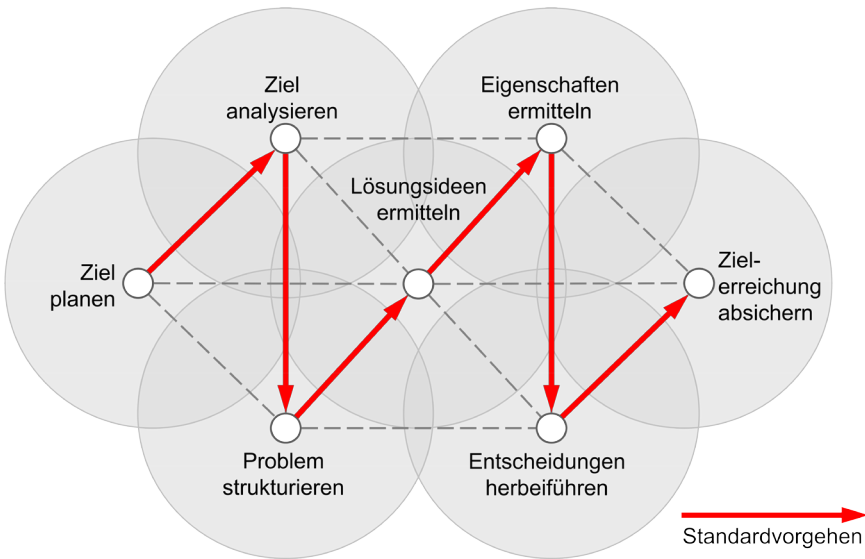 Ziel
analysieren
Eigenschaften
ermitteln
Lösungsideen
ermitteln
Ziel
planen
Ziel-
erreichung
absichern
Problem
strukturieren
Entscheidungen
herbeiführen
Standardvorgehen